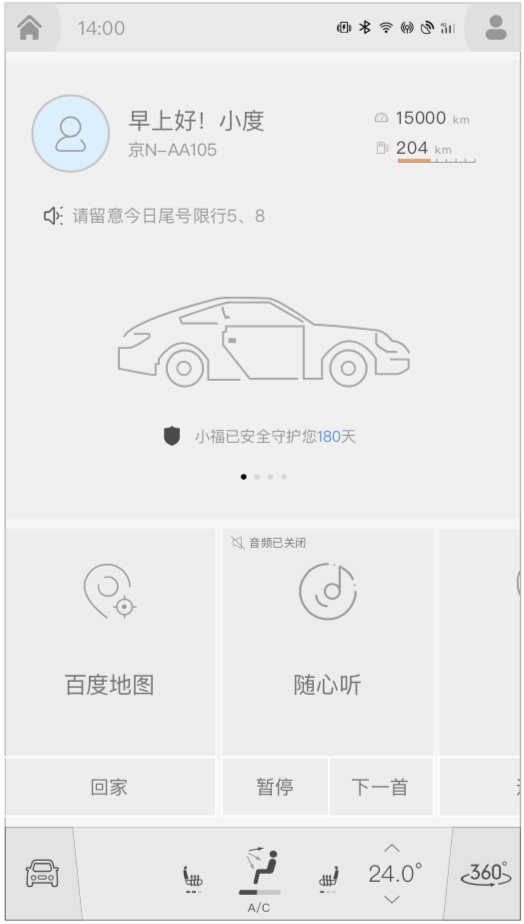 14:00
早上好！小度
京N-AA105
15000 km
204 km
请留意今日尾号限行5、8
小福已安全守护您180天
音频已关闭
百度地图
随心听
回家
暂停
下一首
24.0°
360°
A/C